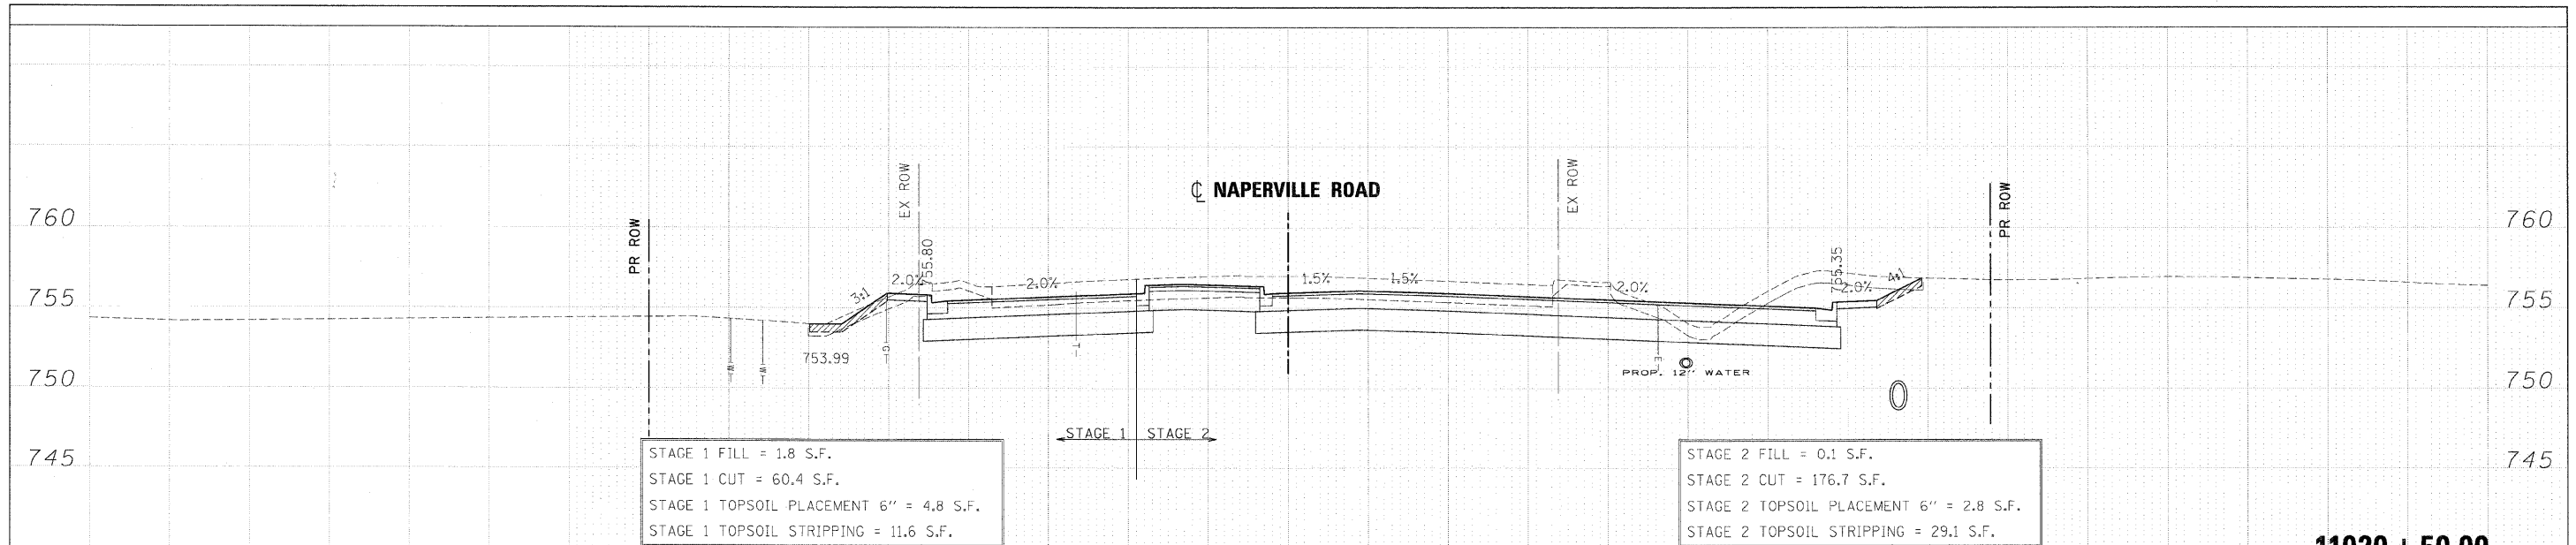 ℄ NAPERVILLE ROAD
PR ROW
EX ROW
EX ROW
PR ROW
760
760
755
755
750
750
745
745
3:1
2.0%
755.80
2.0%
1.5%
1.5%
2.0%
755.35
2.0%
4:1
753.99
W
W
G
T
E
PROP. 12" WATER
STAGE 1
STAGE 2
STAGE 1 FILL = 1.8 S.F.
STAGE 1 CUT = 60.4 S.F.
STAGE 1 TOPSOIL PLACEMENT 6" = 4.8 S.F.
STAGE 1 TOPSOIL STRIPPING = 11.6 S.F.
STAGE 2 FILL = 0.1 S.F.
STAGE 2 CUT = 176.7 S.F.
STAGE 2 TOPSOIL PLACEMENT 6" = 2.8 S.F.
STAGE 2 TOPSOIL STRIPPING = 29.1 S.F.